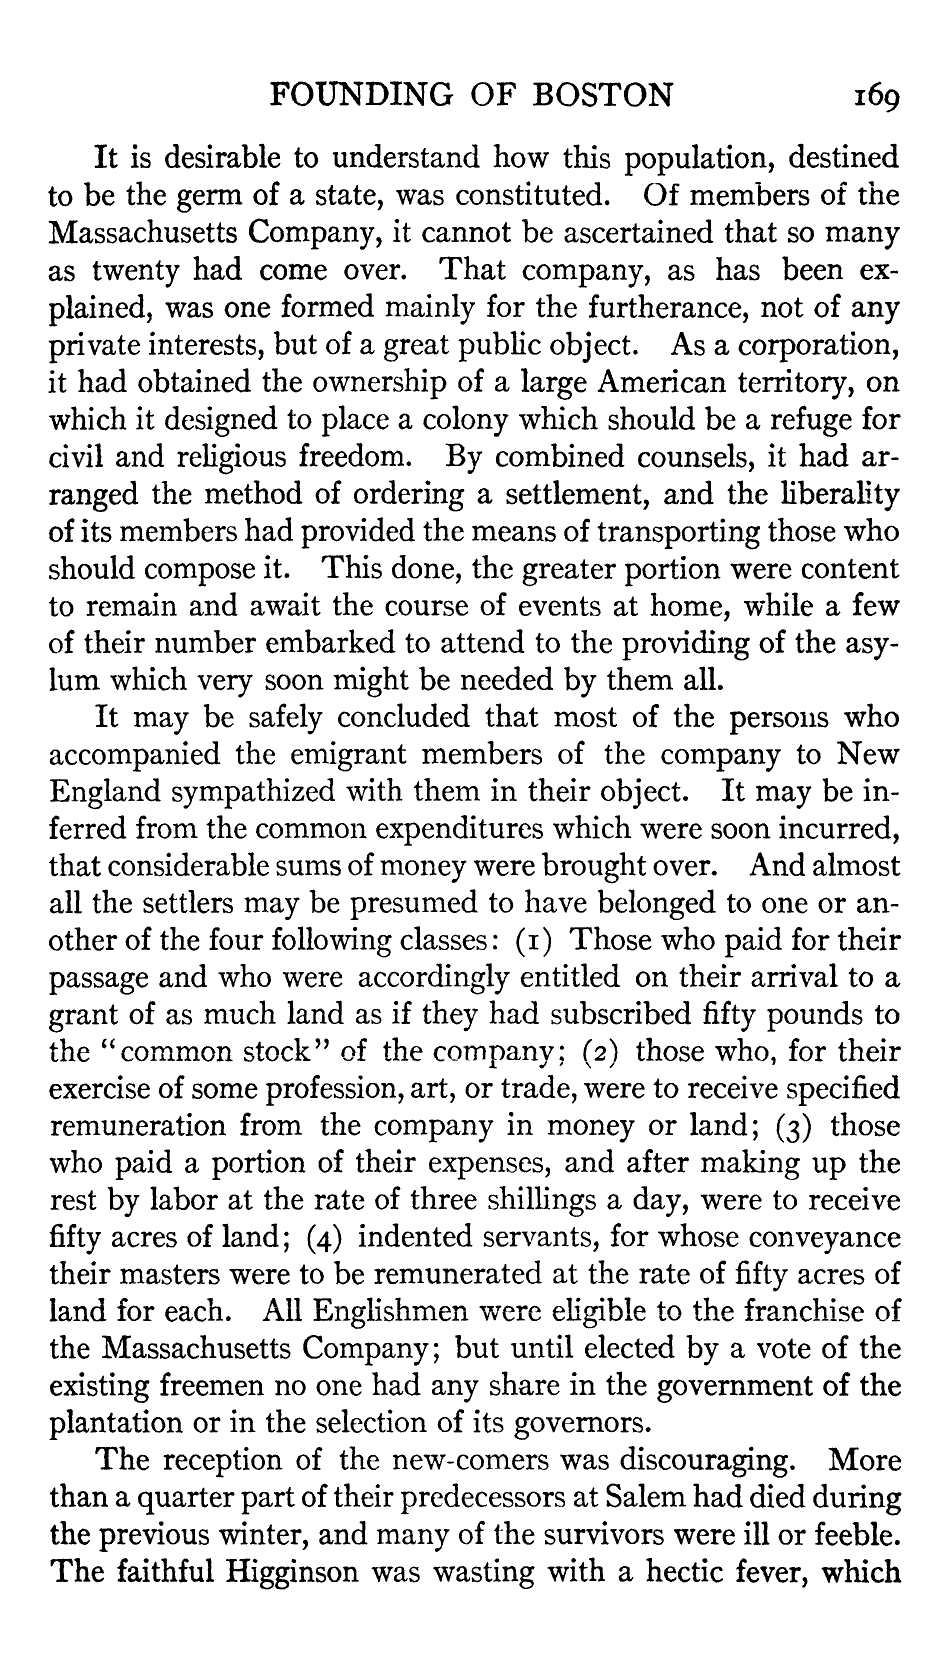 FOUNDING OF BOSTON 169
It is desirable to understand how this population, destined
to be the germ of a state, was constituted. Of members of the
Massachusetts Company, it cannot be ascertained that so many
as twenty had come over. That company, as has been ex-
plained, was one formed mainly for the furtherance, not of any
private interests, but of a great public object. As a corporation,
it had obtained the ownership of a large American territory, on
which it designed to place a colony which should be a refuge for
civil and religious freedom. By combined counsels, it had ar-
ranged the method of ordering a settlement, and the liberality
of its members had provided the means of transporting those who
should compose it. This done, the greater portion were content
to remain and await the course of events at home, while a few
of their number embarked to attend to the providing of the asy-
lum which very soon might be needed by them all.
It may be safely concluded that most of the persons who
accompanied the emigrant members of the company to New
England sympathized with them in their object. It may be in-
ferred from the common expenditures which were soon incurred,
that considerable sums of money were brought over. And almost
all the settlers may be presumed to have belonged to one or an-
other of the four following classes: (1) Those who paid for their
passage and who were accordingly entitled on their arrival to a
grant of as much land as if they had subscribed fifty pounds to
the "common stock" of the company; (2) those who, for their
exercise of some profession, art, or trade, were to receive specified
remuneration from the company in money or land; (3) those
who paid a portion of their expenses, and after making up the
rest by labor at the rate of three shillings a day, were to receive
fifty acres of land; (4) indented servants, for whose conveyance
their masters were to be remunerated at the rate of fifty acres of
land for each. All Englishmen were eligible to the franchise of
the Massachusetts Company; but until elected by a vote of the
existing freemen no one had any share in the government of the
plantation or in the selection of its governors.
The reception of the new-comers was discouraging. More
than a quarter part of their predecessors at Salem had died during
the previous winter, and many of the survivors were ill or feeble.
The faithful Higginson was wasting with a hectic fever, which